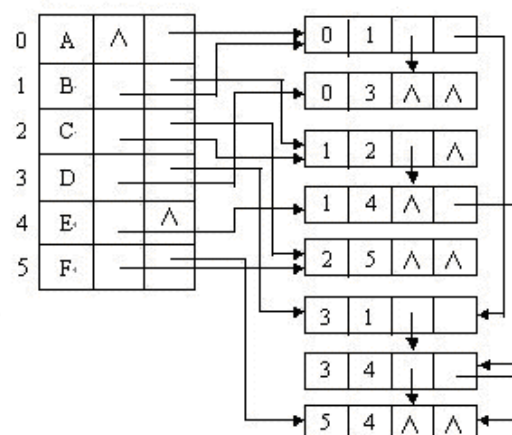 0 A ^
1 B
2 C
3 D
4 E ^
5 F
0 1
0 3 ^ ^
1 2 ^
1 4 ^
2 5 ^ ^
3 1
3 4
5 4 ^ ^